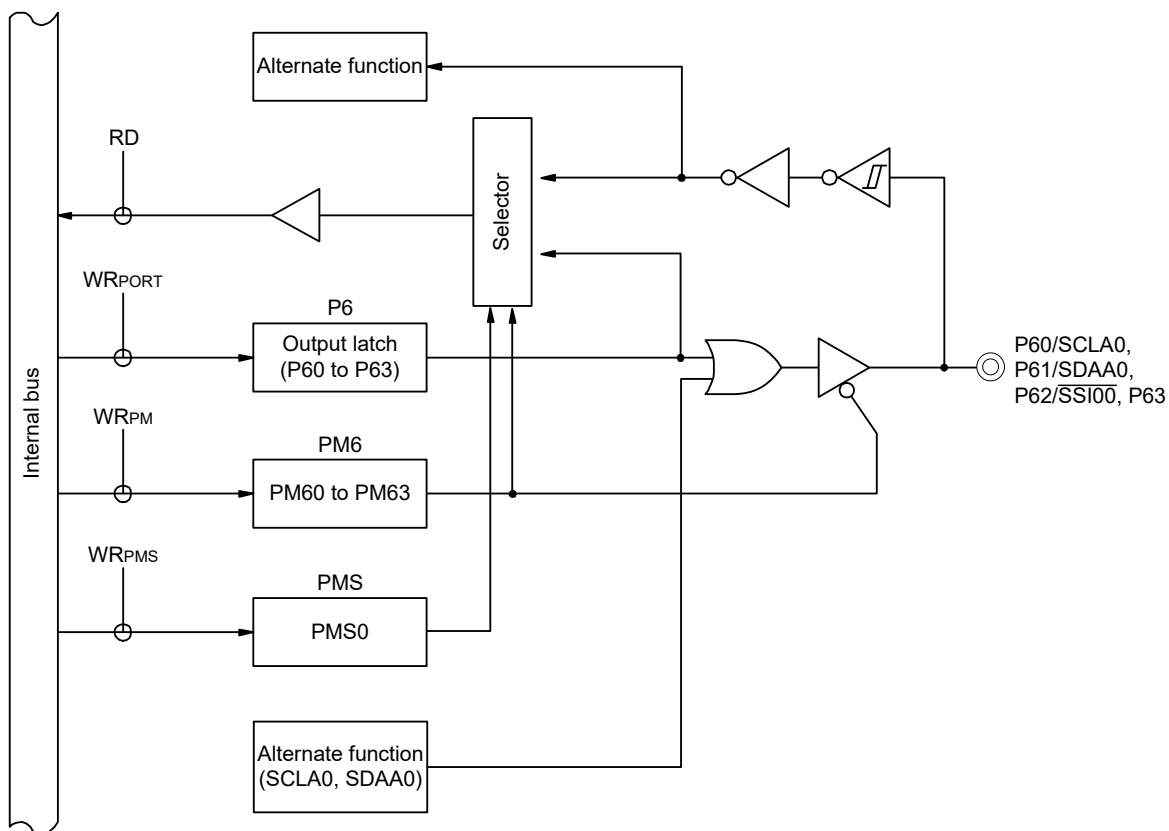 Alternate function
RD
Selector
WRPORT
P6
Output latch
(P60 to P63)
P60/SCLA0,
P61/SDAA0,
P62/SSI00, P63
Internal bus
WRPM
PM6
PM60 to PM63
WRPMS
PMS
PMS0
Alternate function
(SCLA0, SDAA0)